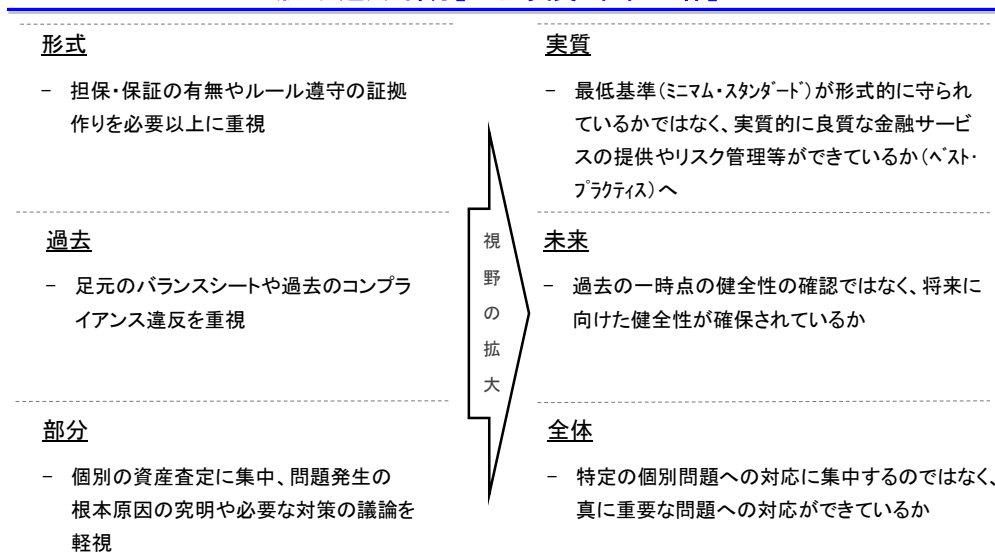 形式
－ 担保・保証の有無やルール遵守の証拠
作りを必要以上に重視
過去
－ 足元のバランスシートや過去のコンプラ
イアンス違反を重視
部分
－ 個別の資産査定に集中、問題発生の
根本原因の究明や必要な対策の議論を
軽視
視
野
の
拡
大
実質
－ 最低基準（ﾐﾆﾏﾑ・ｽﾀﾝﾀﾞｰﾄﾞ）が形式的に守られ
ているかではなく、実質的に良質な金融サービ
スの提供やリスク管理等ができているか（ﾍﾞｽﾄ・
ﾌﾟﾗｸﾃｨｽ）へ
未来
－ 過去の一時点の健全性の確認ではなく、将来に
向けた健全性が確保されているか
全体
－ 特定の個別問題への対応に集中するのではなく、
真に重要な問題への対応ができているか